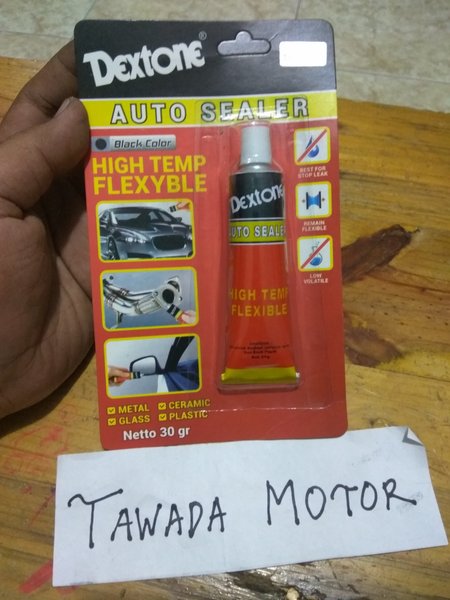 Dextone®
AUTO SEALER
Black Color
HIGH TEMP
FLEXYBLE
BEST FOR
STOP LEAK
REMAIN
FLEXIBLE
LOW
VOLATILE
Dextone
AUTO SEALER
HIGH TEMP
FLEXIBLE
METAL
CERAMIC
GLASS
PLASTIC
Netto 30 gr
TAWADA MOTOR